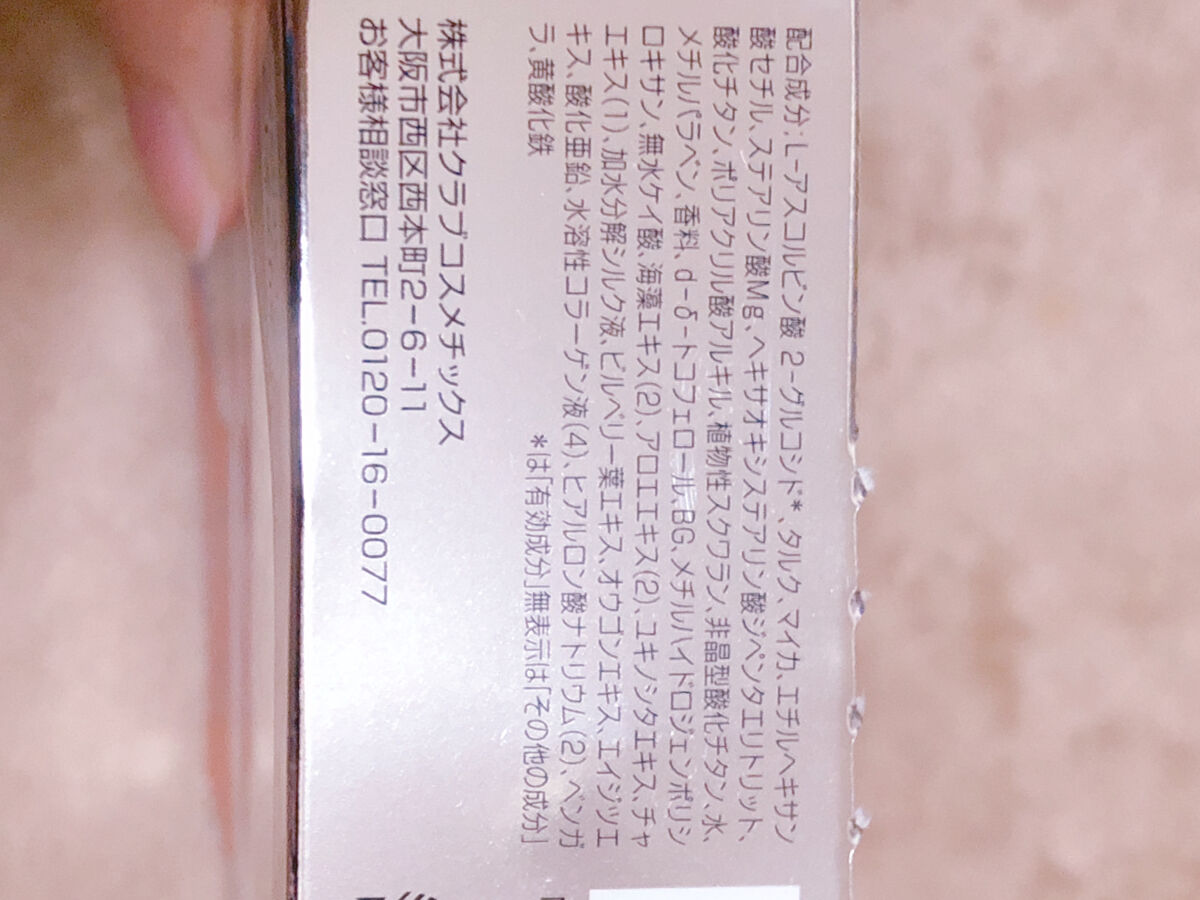 配合成分:L-アスコルビン酸 2-グルコシド*、タルク、マイカ、エチルヘキサン
酸セチル、ステアリン酸Mg、ヘキサオキシステアリン酸ジペンタエリトリット、
酸化チタン、ポリアクリル酸アルキル、植物性スクワラン、非晶型酸化チタン、水、
メチルパラベン、香料、d-δ-トコフェロール、BG、メチルハイドロジェンポリシ
ロキサン、無水ケイ酸、海藻エキス(2)、アロエエキス(2)、ユキノシタエキス、チャ
エキス(1)、加水分解シルク液、ビルベリー葉エキス、オウゴンエキス、エイジツエ
キス、酸化亜鉛、水溶性コラーゲン液(4)、ヒアルロン酸ナトリウム(2)、ベンガ
ラ、黄酸化鉄
*は「有効成分」無表示は「その他の成分」
株式会社クラブコスメチックス
大阪市西区西本町2-6-11
お客様相談窓口 TEL.0120-16-0077